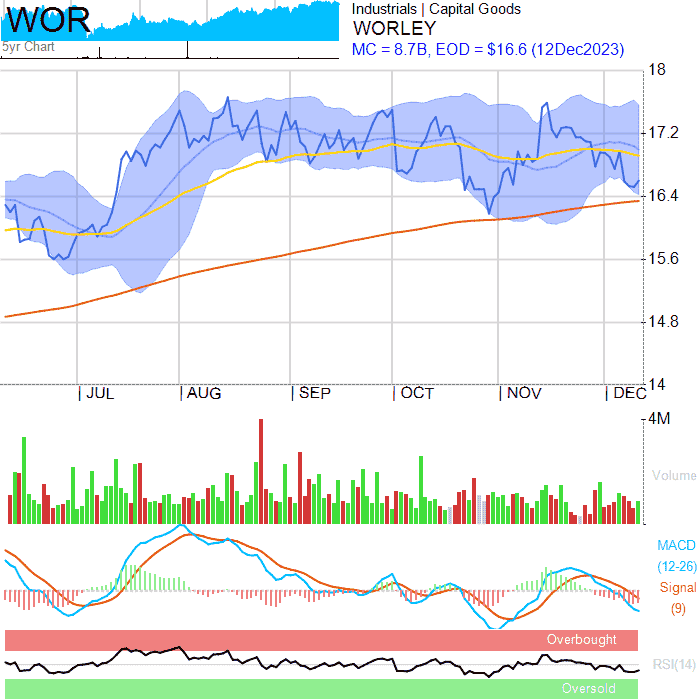 WOR
5yr Chart
Industrials | Capital Goods
WORLEY
MC = 8.7B, EOD = $16.6 (12Dec2023)
18
17.2
16.4
15.6
14.8
14
JUL AUG SEP OCT NOV DEC
4M
Volume
MACD
(12-26)
Signal
(9)
Overbought
RSI(14)
Oversold